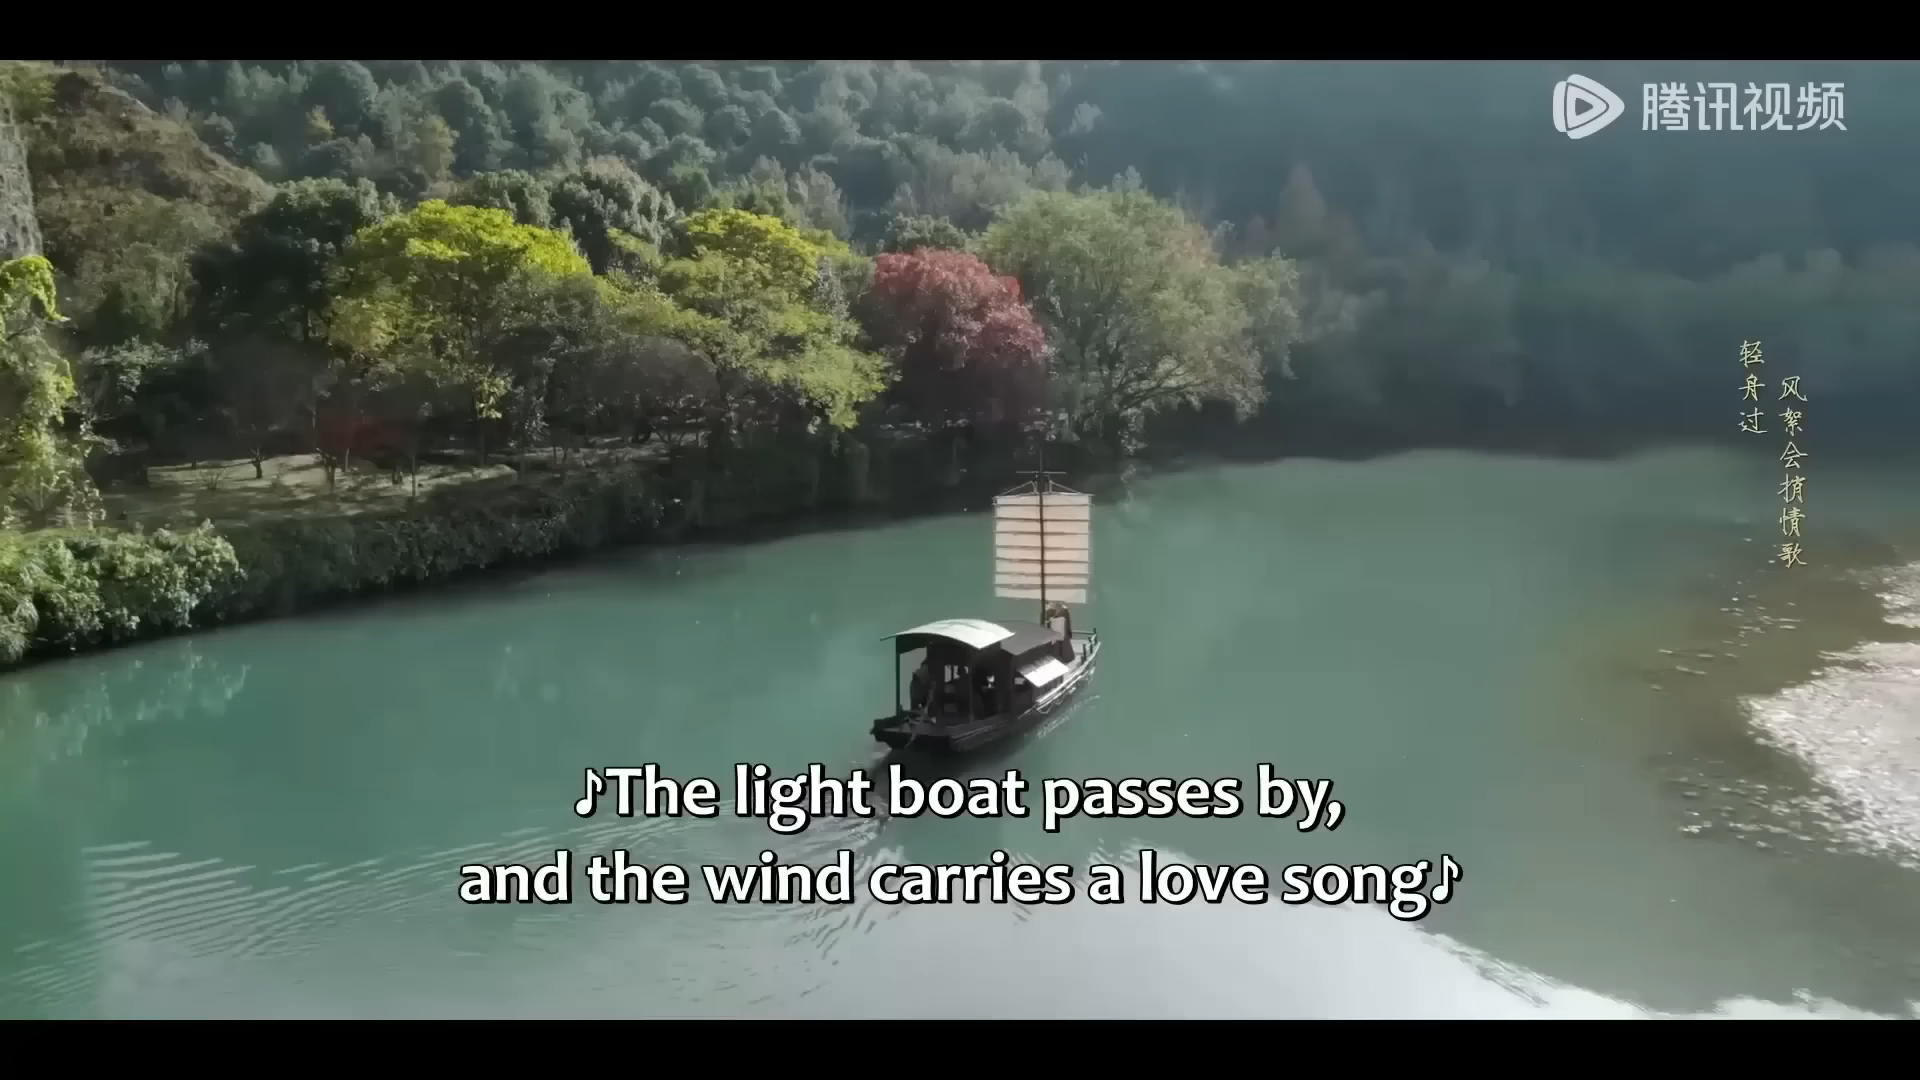 腾讯视频
轻舟过
风絮会捎情歌
♪The light boat passes by,
and the wind carries a love song♪